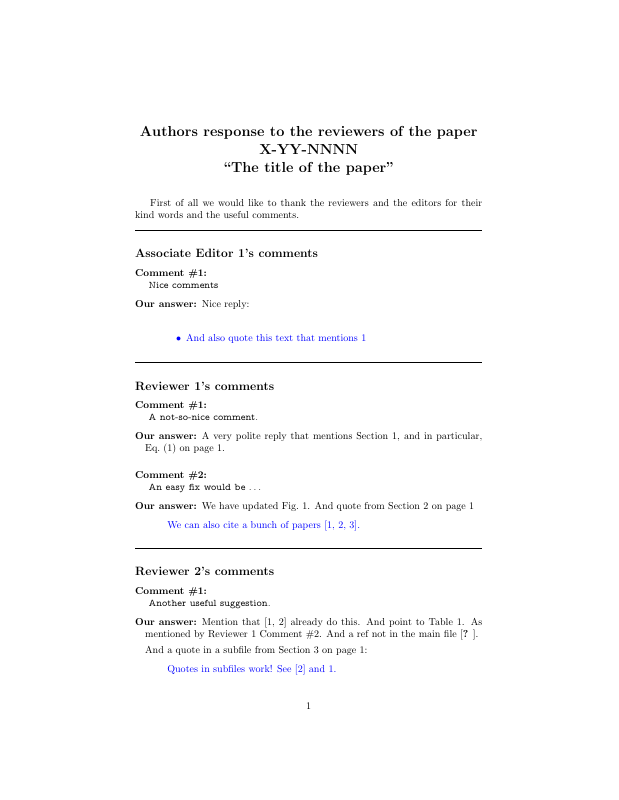 Authors response to the reviewers of the paper
X-YY-NNNN
“The title of the paper”
First of all we would like to thank the reviewers and the editors for their
kind words and the useful comments.
Associate Editor 1’s comments
Comment #1:
Nice comments
Our answer: Nice reply:
• And also quote this text that mentions 1
Reviewer 1’s comments
Comment #1:
A not-so-nice comment.
Our answer: A very polite reply that mentions Section 1, and in particular,
Eq. (1) on page 1.
Comment #2:
An easy fix would be ...
Our answer: We have updated Fig. 1. And quote from Section 2 on page 1
We can also cite a bunch of papers [1, 2, 3].
Reviewer 2’s comments
Comment #1:
Another useful suggestion.
Our answer: Mention that [1, 2] already do this. And point to Table 1. As
mentioned by Reviewer 1 Comment #2. And a ref not in the main file [? ].
And a quote in a subfile from Section 3 on page 1:
Quotes in subfiles work! See [2] and 1.
1